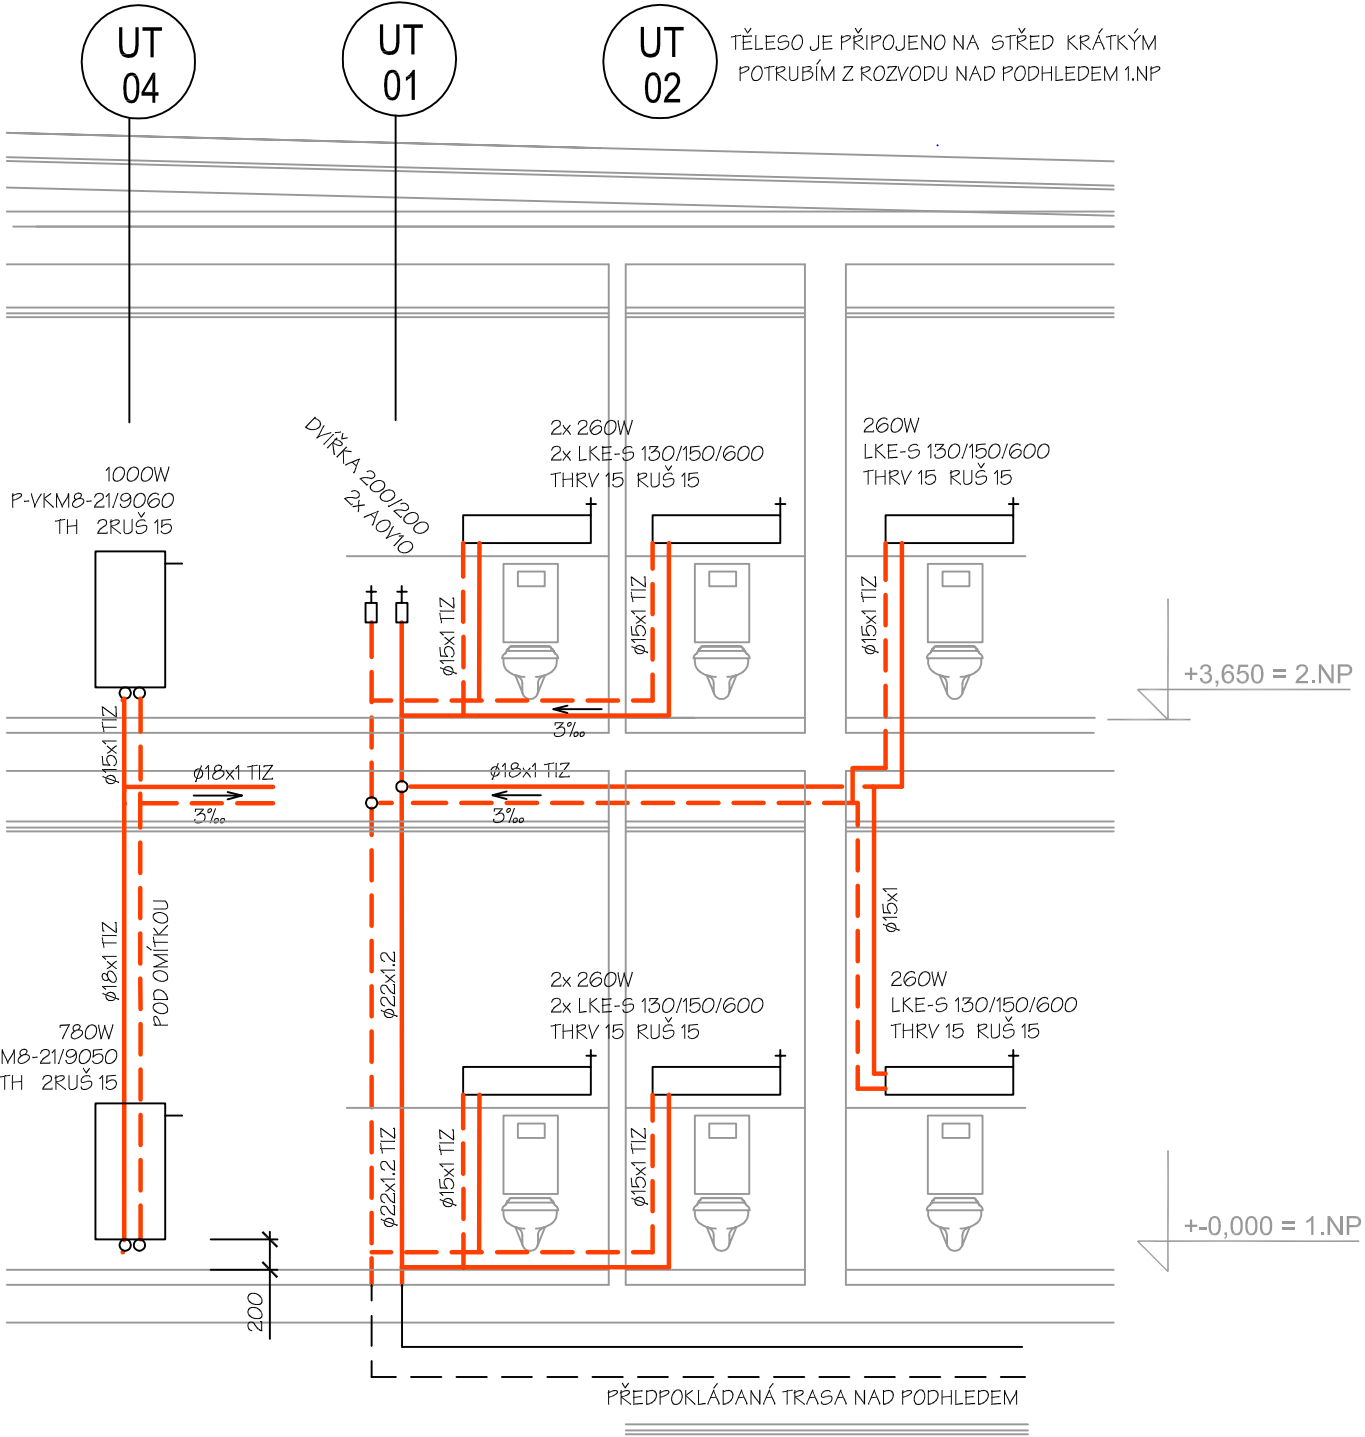 UT
04
UT
01
UT
02
TĚLESO JE PŘIPOJENO NA STŘED KRÁTKÝM
POTRUBÍM Z ROZVODU NAD PODHLEDEM 1.NP
1000W
P-VKM8-21/9060
TH 2RUŠ 15
DVÍŘKA 200/200
2x AOV10
2x 260W
2x LKE-S 130/150/600
THRV 15 RUŠ 15
260W
LKE-S 130/150/600
THRV 15 RUŠ 15
ø15x1 TIZ
ø15x1 TIZ
ø15x1 TIZ
+3,650 = 2.NP
ø15x1 TIZ
3‰
ø18x1 TIZ
3‰
ø18x1 TIZ
3‰
ø18x1 TIZ
POD OMÍTKOU
ø22x1.2
ø15x1
780W
M8-21/9050
TH 2RUŠ 15
2x 260W
2x LKE-S 130/150/600
THRV 15 RUŠ 15
260W
LKE-S 130/150/600
THRV 15 RUŠ 15
ø22x1.2 TIZ
ø15x1 TIZ
ø15x1 TIZ
+-0,000 = 1.NP
200
PŘEDPOKLÁDANÁ TRASA NAD PODHLEDEM